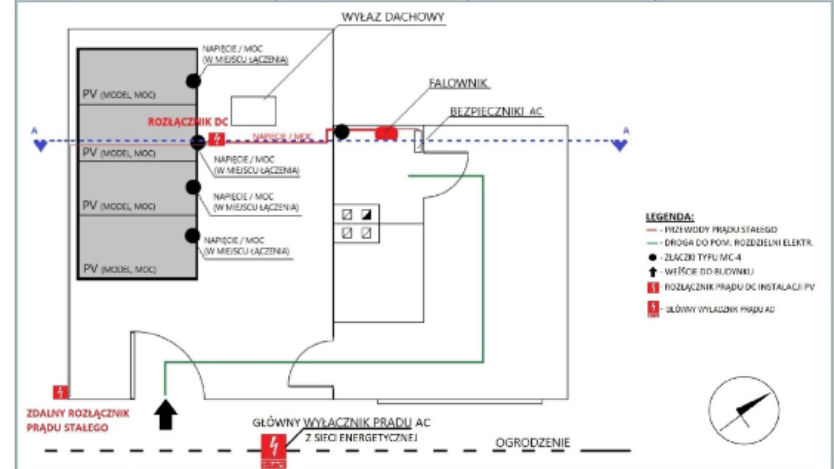 WYŁAZ DACHOWY
NAPIĘCIE / MOC
(W MIEJSCU ŁĄCZENIA)
FALOWNIK
PV (MODEL, MOC)
BEZPIECZNIKI AC
ROZŁĄCZNIK DC
A
NAPIĘCIE / MOC
A
PV (MODEL, MOC)
NAPIĘCIE / MOC
(W MIEJSCU ŁĄCZENIA)
NAPIĘCIE / MOC
(W MIEJSCU ŁĄCZENIA)
PV (MODEL, MOC)
NAPIĘCIE / MOC
(W MIEJSCU ŁĄCZENIA)
PV (MODEL, MOC)
LEGENDA:
- PRZEWODY PRĄDU STAŁEGO
- DROGA DO POM. ROZDZIELNI ELEKTR.
- ZŁĄCZKI TYPU MC-4
- WEJŚCIE DO BUDYNKU
- ROZŁĄCZNIK PRĄDU DC INSTALACJI PV
- GŁÓWNY WYŁĄCZNIK PRĄDU AC
ZDALNY ROZŁĄCZNIK
PRĄDU STAŁEGO
GŁÓWNY WYŁACZNIK PRADU AC
Z SIECI ENERGETYCZNEJ
OGRODZENIE